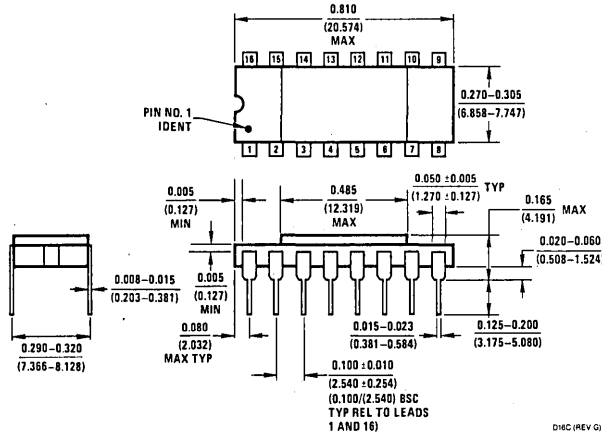 0.810
(20.574)
MAX
16 15 14 13 12 11 10 9
0.270–0.305
(6.858–7.747)
PIN NO. 1
IDENT
1 2 3 4 5 6 7 8
0.005
(0.127)
MIN
0.485
(12.319)
MAX
0.050 ±0.005
(1.270 ±0.127)
TYP
0.165
(4.191)
MAX
0.020–0.060
(0.508–1.524)
0.008–0.015
(0.203–0.381)
0.005
(0.127)
MIN
0.290–0.320
(7.366–8.128)
0.080
(2.032)
MAX TYP
0.015–0.023
(0.381–0.584)
0.125–0.200
(3.175–5.080)
0.100 ±0.010
(2.540 ±0.254)
(0.100/(2.540) BSC
TYP REL TO LEADS
1 AND 16)
D16C (REV G)